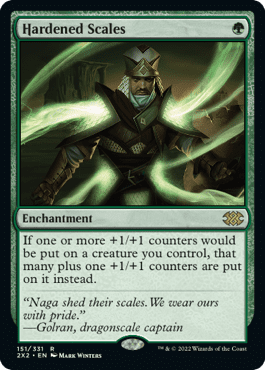 Hardened Scales
Enchantment
If one or more +1/+1 counters would
be put on a creature you control, that
many plus one +1/+1 counters are put
on it instead.
“Naga shed their scales. We wear ours
with pride.”
—Golran, dragonscale captain
151/331 R
2X2 • EN Mark Winters
™ & © 2022 Wizards of the Coast